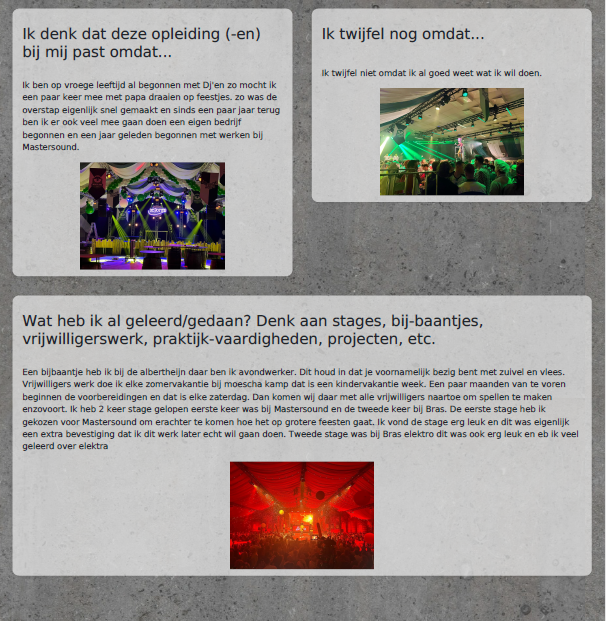 Ik denk dat deze opleiding (-en)
bij mij past omdat...
Ik ben op vroege leeftijd al begonnen met Dj'en zo mocht ik
een paar keer mee met papa draaien op feestjes. zo was de
overstap eigenlijk snel gemaakt en sinds een paar jaar terug
ben ik er ook veel mee gaan doen een eigen bedrijf
begonnen en een jaar geleden begonnen met werken bij
Mastersound.
Ik twijfel nog omdat...
Ik twijfel niet omdat ik al goed weet wat ik wil doen.
Wat heb ik al geleerd/gedaan? Denk aan stages, bij-baantjes,
vrijwilligerswerk, praktijk-vaardigheden, projecten, etc.
Een bijbaantje heb ik bij de albertheijn daar ben ik avondwerker. Dit houd in dat je voornamelijk bezig bent met zuivel en vlees.
Vrijwilligers werk doe ik elke zomervakantie bij moescha kamp dat is een kindervakantie week. Een paar maanden van te voren
beginnen de voorbereidingen en dat is elke zaterdag. Dan komen wij daar met alle vrijwilligers naartoe om spellen te maken
enzovoort. Ik heb 2 keer stage gelopen eerste keer was bij Mastersound en de tweede keer bij Bras. De eerste stage heb ik
gekozen voor Mastersound om erachter te komen hoe het op grotere feesten gaat. Ik vond de stage erg leuk en dit was eigenlijk
een extra bevestiging dat ik dit werk later echt wil gaan doen. Tweede stage was bij Bras elektro dit was ook erg leuk en eb ik veel
geleerd over elektra